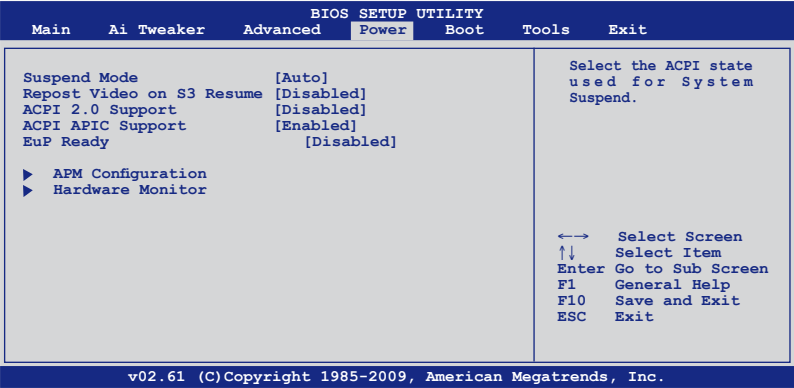 BIOS SETUP UTILITY
Main Ai Tweaker Advanced Power Boot Tools Exit
Suspend Mode [Auto]
Repost Video on S3 Resume [Disabled]
ACPI 2.0 Support [Disabled]
ACPI APIC Support [Enabled]
EuP Ready [Disabled]
▶ APM Configuration
▶ Hardware Monitor
Select the ACPI state
used for System
Suspend.
←→ Select Screen
↑↓ Select Item
Enter Go to Sub Screen
F1 General Help
F10 Save and Exit
ESC Exit
v02.61 (C)Copyright 1985-2009, American Megatrends, Inc.